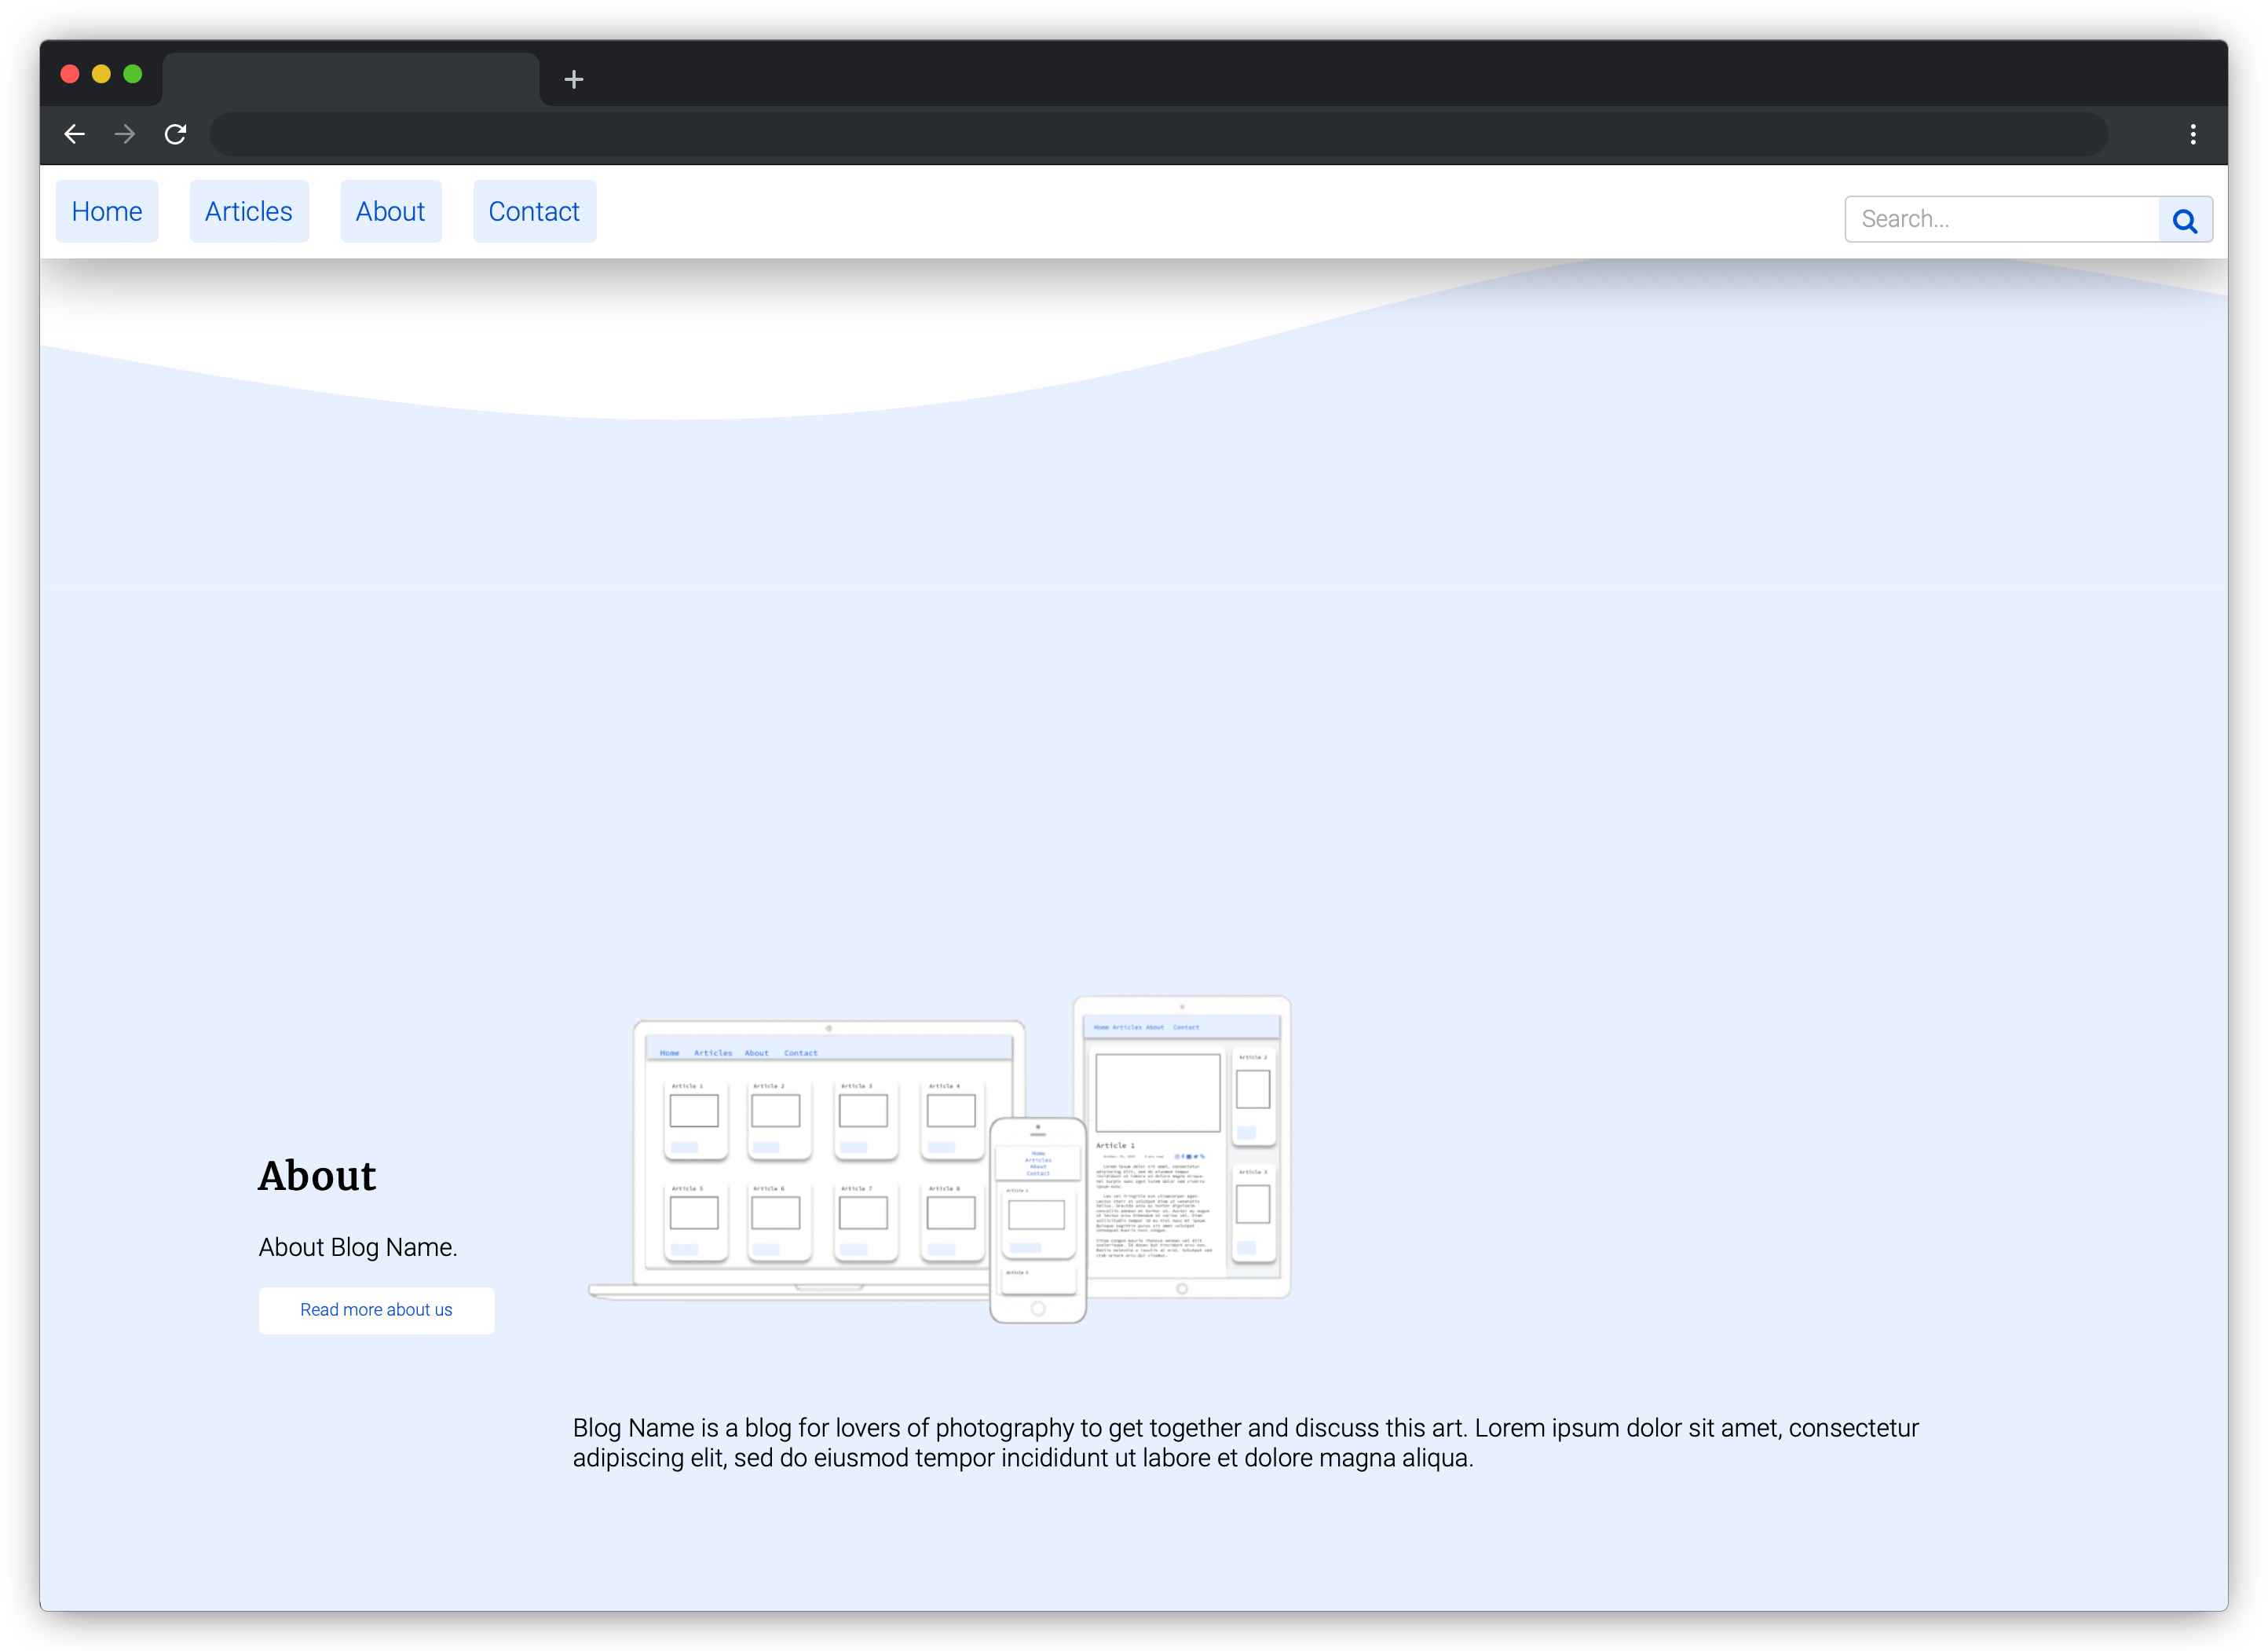 Home Articles About Contact
Search...
Home Articles About Contact
Home Articles About Contact
Article 1 Article 2 Article 3 Article 4
Article 5 Article 6 Article 7 Article 8
Home
Articles
About
Contact
Article 1
Article 1
Article 2
Article 3
About
About Blog Name.
Read more about us
Blog Name is a blog for lovers of photography to get together and discuss this art. Lorem ipsum dolor sit amet, consectetur
adipiscing elit, sed do eiusmod tempor incididunt ut labore et dolore magna aliqua.